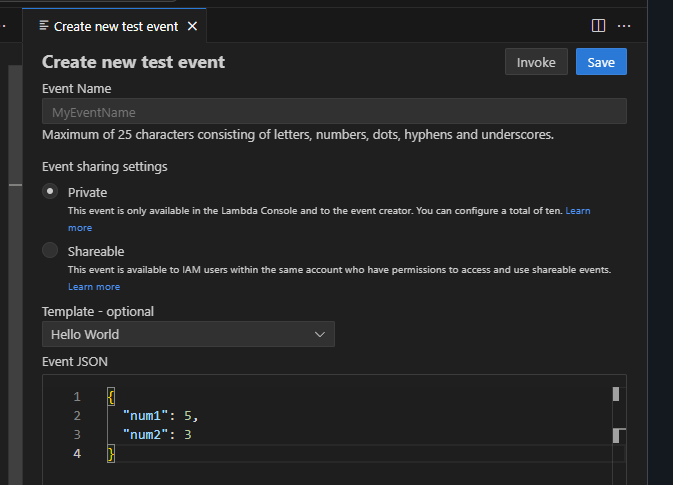 Create new test event
Create new test event
Invoke
Save
Event Name
MyEventName
Maximum of 25 characters consisting of letters, numbers, dots, hyphens and underscores.
Event sharing settings
Private
This event is only available in the Lambda Console and to the event creator. You can configure a total of ten. Learn
more
Shareable
This event is available to IAM users within the same account who have permissions to access and use shareable events.
Learn more
Template - optional
Hello World
Event JSON
1 {
2 "num1": 5,
3 "num2": 3
4 }